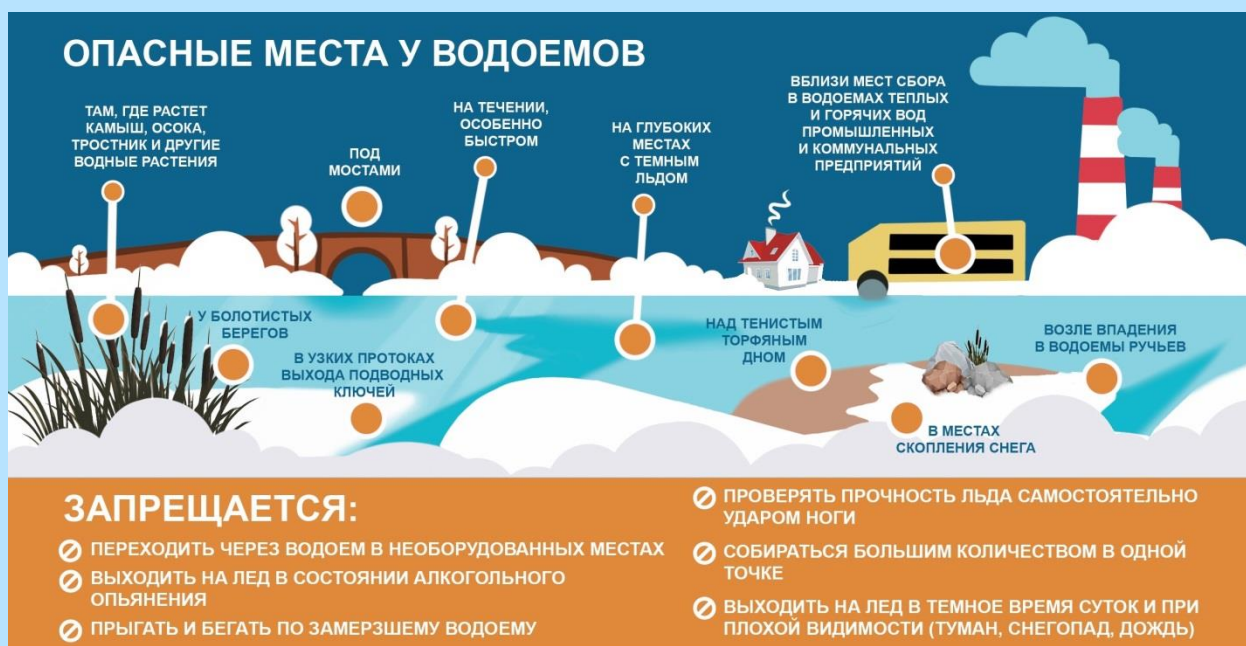 ОПАСНЫЕ МЕСТА У ВОДОЕМОВ
ТАМ, ГДЕ РАСТЕТ
КАМЫШ, ОСОКА,
ТРОСТНИК И ДРУГИЕ
ВОДНЫЕ РАСТЕНИЯ
ПОД
МОСТАМИ
НА ТЕЧЕНИИ,
ОСОБЕННО
БЫСТРОМ
НА ГЛУБОКИХ
МЕСТАХ
С ТЕМНЫМ
ЛЬДОМ
ВБЛИЗИ МЕСТ СБОРА
В ВОДОЕМАХ ТЕПЛЫХ
И ГОРЯЧИХ ВОД
ПРОМЫШЛЕННЫХ
И КОММУНАЛЬНЫХ
ПРЕДПРИЯТИЙ
У БОЛОТИСТЫХ
БЕРЕГОВ
В УЗКИХ ПРОТОКАХ
ВЫХОДА ПОДВОДНЫХ
КЛЮЧЕЙ
НАД ТЕНИСТЫМ
ТОРФЯНЫМ
ДНОМ
ВОЗЛЕ ВПАДЕНИЯ
В ВОДОЕМЫ РУЧЬЕВ
В МЕСТАХ
СКОПЛЕНИЯ СНЕГА
ЗАПРЕЩАЕТСЯ:
ПЕРЕХОДИТЬ ЧЕРЕЗ ВОДОЕМ В НЕОБОРУДОВАННЫХ МЕСТАХ
ВЫХОДИТЬ НА ЛЕД В СОСТОЯНИИ АЛКОГОЛЬНОГО
ОПЬЯНЕНИЯ
ПРЫГАТЬ И БЕГАТЬ ПО ЗАМЕРЗШЕМУ ВОДОЕМУ
ПРОВЕРЯТЬ ПРОЧНОСТЬ ЛЬДА САМОСТОЯТЕЛЬНО
УДАРОМ НОГИ
СОБИРАТЬСЯ БОЛЬШИМ КОЛИЧЕСТВОМ В ОДНОЙ
ТОЧКЕ
ВЫХОДИТЬ НА ЛЕД В ТЕМНОЕ ВРЕМЯ СУТОК И ПРИ
ПЛОХОЙ ВИДИМОСТИ (ТУМАН, СНЕГОПАД, ДОЖДЬ)